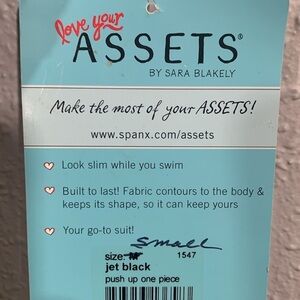 love your
ASSETS®
BY SARA BLAKELY
Make the most of your ASSETS!
www.spanx.com/assets
Look slim while you swim
Built to last! Fabric contours to the body &
keeps its shape, so it can keep yours
Your go-to suit!
small
size: M 1547
jet black
push up one piece